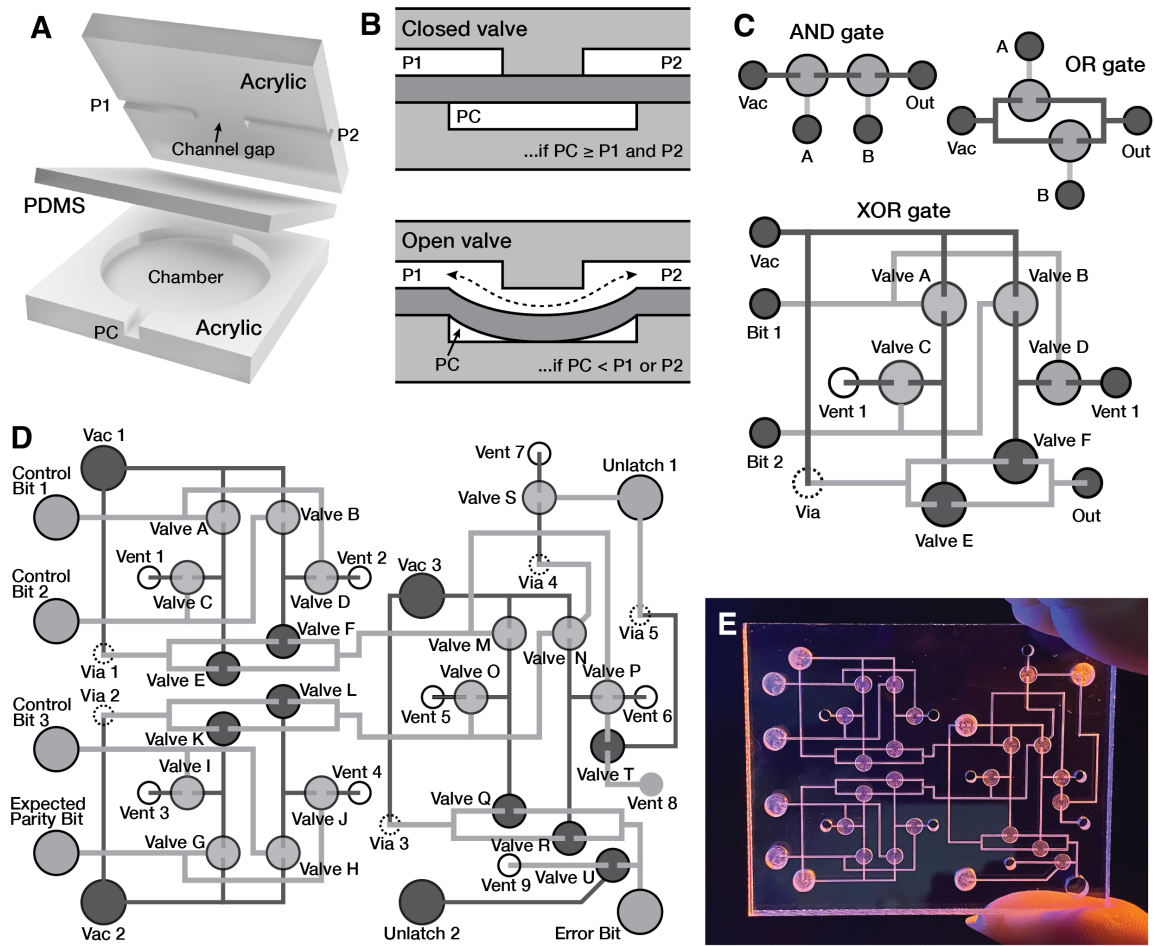 A
Acrylic
P1
P2
Channel gap
PDMS
Chamber
PC
Acrylic
B
Closed valve
P1
P2
PC
...if PC ≥ P1 and P2
Open valve
P1
P2
PC
...if PC < P1 or P2
C
AND gate
Vac
Out
A
B
OR gate
A
Vac
Out
B
XOR gate
Vac
Valve A
Valve B
Bit 1
Valve C
Valve D
Vent 1
Vent 1
Bit 2
Valve F
Via
Out
Valve E
D
Vac 1
Control
Bit 1
Valve A
Valve B
Vent 1
Vent 2
Control
Bit 2
Valve C
Valve D
Valve F
Via 1
Valve E
Via 2
Valve L
Control
Bit 3
Valve K
Valve I
Vent 4
Vent 3
Valve J
Expected
Parity Bit
Valve G
Valve H
Vac 2
Vent 7
Unlatch 1
Valve S
Vac 3
Via 4
Via 5
Valve M
Valve N
Valve O
Valve P
Vent 5
Vent 6
Valve T
Vent 8
Valve Q
Via 3
Valve R
Vent 9
Valve U
Unlatch 2
Error Bit
E